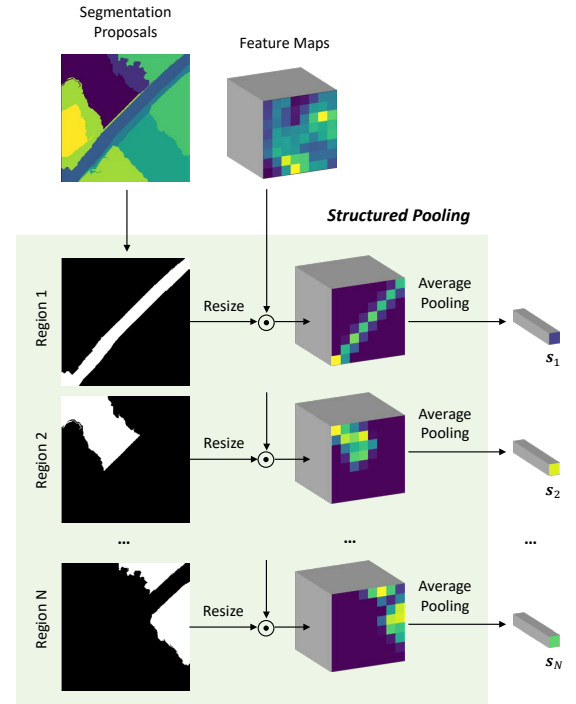 Segmentation
Proposals
Feature Maps
Structured Pooling
Region 1
Resize
Average
Pooling
s₁
Region 2
Resize
Average
Pooling
s₂
...
...
...
Region N
Resize
Average
Pooling
s_N